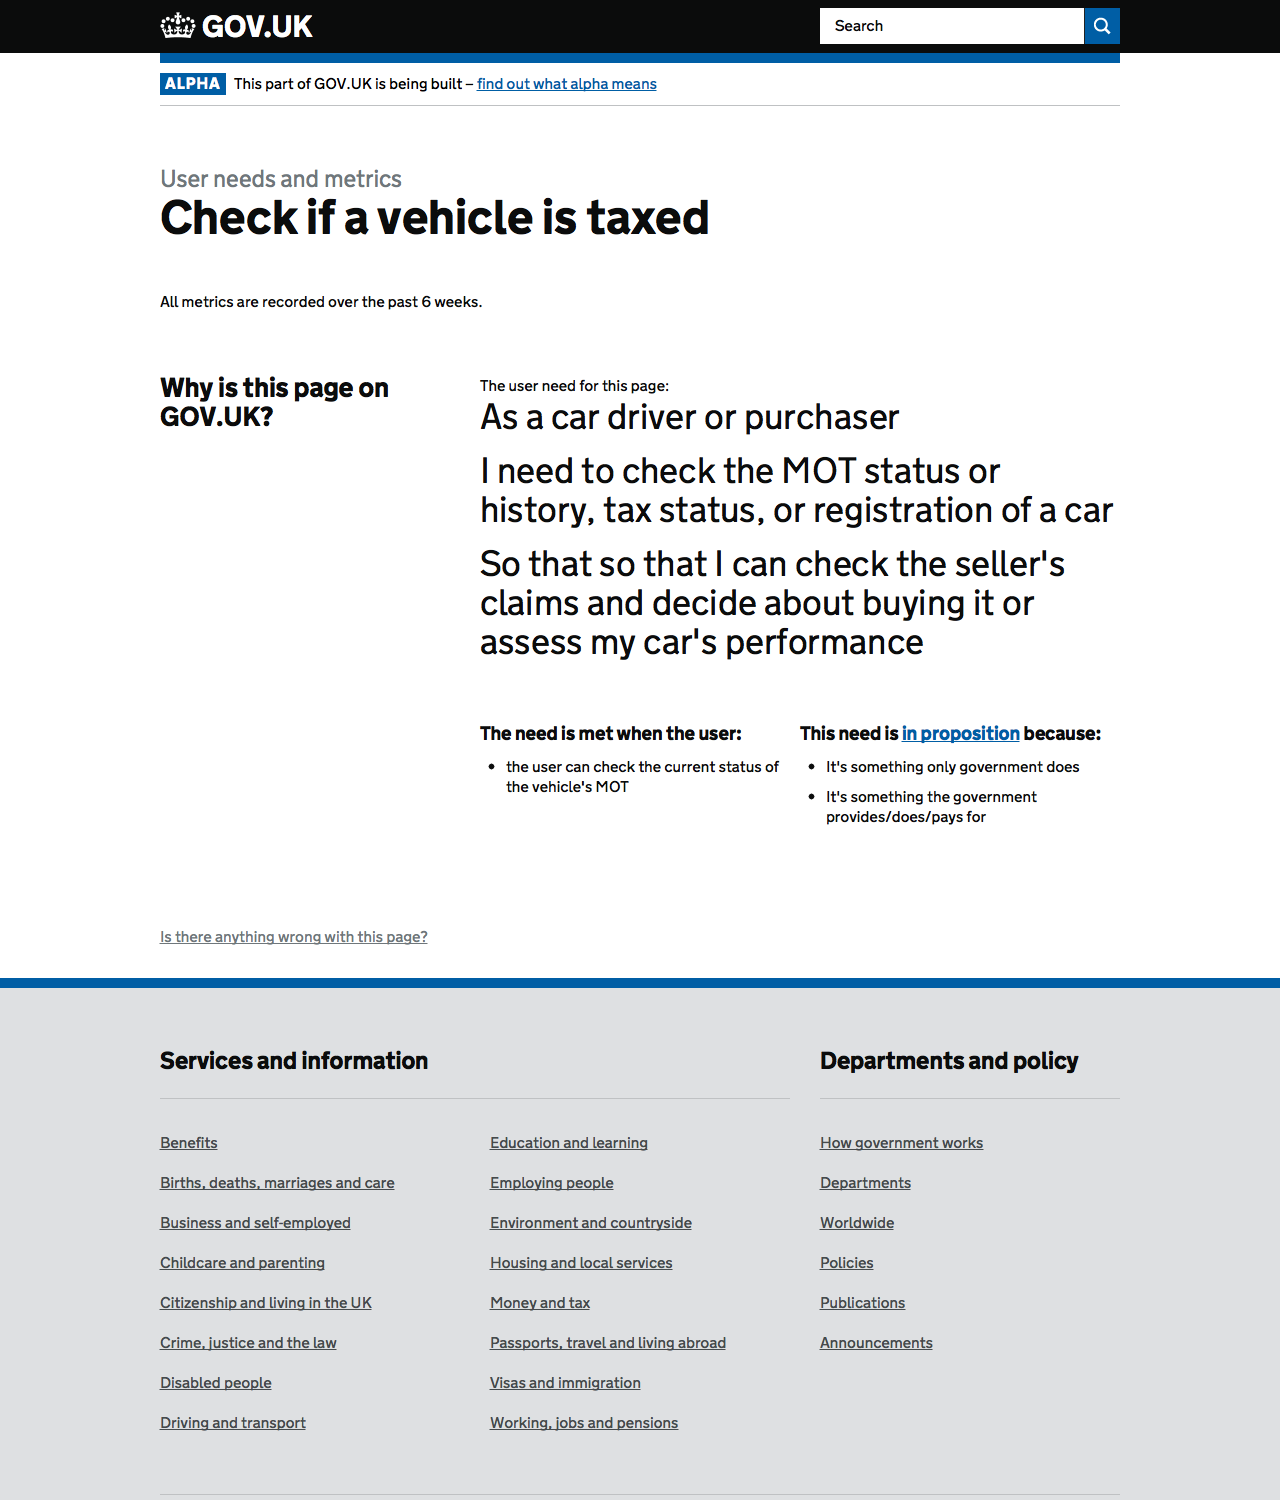 GOV.UK
Search
ALPHA This part of GOV.UK is being built – find out what alpha means
User needs and metrics
Check if a vehicle is taxed
All metrics are recorded over the past 6 weeks.
Why is this page on
GOV.UK?
The user need for this page:
As a car driver or purchaser
I need to check the MOT status or
history, tax status, or registration of a car
So that so that I can check the seller's
claims and decide about buying it or
assess my car's performance
The need is met when the user:
• the user can check the current status of
the vehicle's MOT
This need is in proposition because:
• It's something only government does
• It's something the government
provides/does/pays for
Is there anything wrong with this page?
Services and information
Benefits
Births, deaths, marriages and care
Business and self-employed
Childcare and parenting
Citizenship and living in the UK
Crime, justice and the law
Disabled people
Driving and transport
Education and learning
Employing people
Environment and countryside
Housing and local services
Money and tax
Passports, travel and living abroad
Visas and immigration
Working, jobs and pensions
Departments and policy
How government works
Departments
Worldwide
Policies
Publications
Announcements